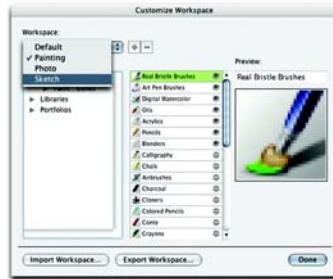 Customize Workspace
Workspace:
Default
✓ Painting
Photo
Sketch
Libraries
Portfolios
Real Bristle Brushes
Art Pen Brushes
Digital Watercolor
Oils
Acrylics
Pencils
Blenders
Calligraphy
Chalk
Airbrushes
Charcoal
Cloners
Colored Pencils
Conte
Crayons
Preview:
Real Bristle Brushes
Import Workspace...
Export Workspace...
Done